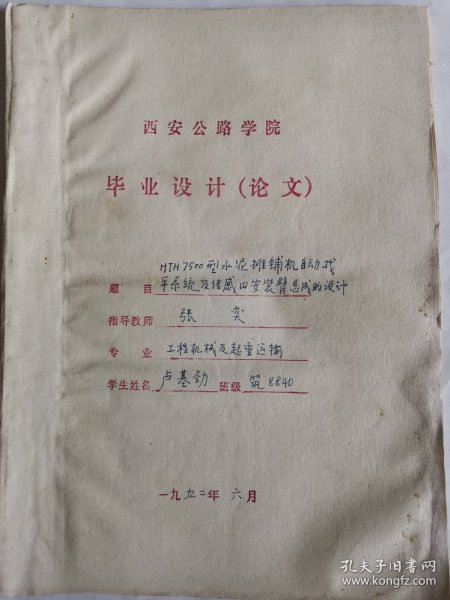 西安公路学院
毕业设计(论文)
HTH7500型水泥摊铺机自动找
题目 平系统及传感四安装臂总成的设计
指导教师 张奕
专业 工程机械及起重运输
学生姓名 卢基劲 班级 筑8840
一九九二年六月
孔夫子旧书网
www.kongfz.com